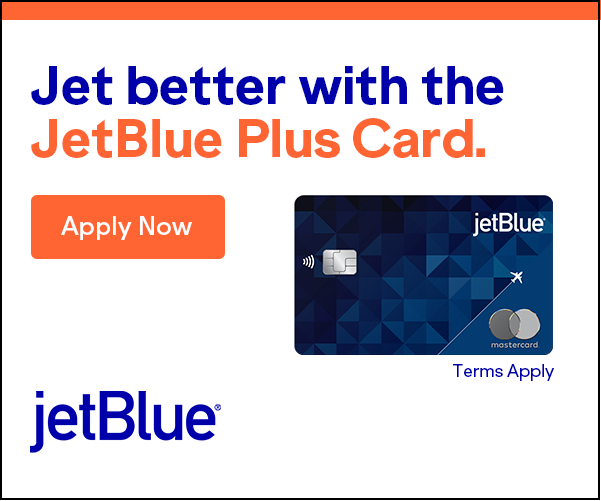 Jet better with the
JetBlue Plus Card.
Apply Now
jetBlue®
mastercard
Terms Apply
jetBlue®